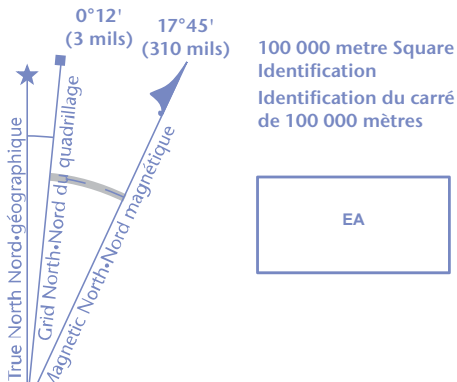 0°12'
(3 mils)
17°45'
(310 mils)
True North Nord•géographique
Grid North•Nord du quadrillage
Magnetic North•Nord magnétique
100 000 metre Square
Identification
Identification du carré
de 100 000 mètres
EA